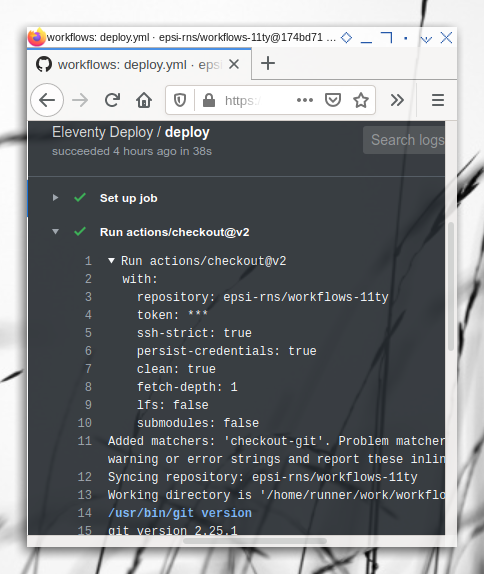 workflows: deploy.yml · epsi-rns/workflows-11ty@174bd71 ...
workflows: deploy.yml · eps
https:
Eleventy Deploy / deploy
succeeded 4 hours ago in 38s
Search logs
Set up job
Run actions/checkout@v2
1 Run actions/checkout@v2
2 with:
3 repository: epsi-rns/workflows-11ty
4 token: ***
5 ssh-strict: true
6 persist-credentials: true
7 clean: true
8 fetch-depth: 1
9 lfs: false
10 submodules: false
11 Added matchers: 'checkout-git'. Problem matcher
warning or error strings and report these inlin
12 Syncing repository: epsi-rns/workflows-11ty
13 Working directory is '/home/runner/work/workflo
14 /usr/bin/git version
15 git version 2.25.1